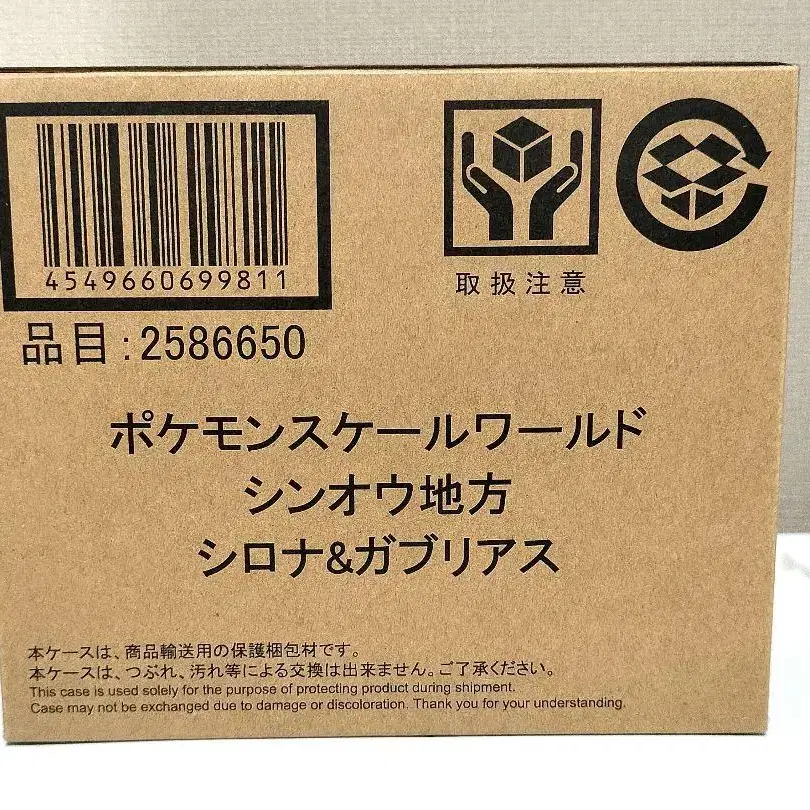 4549660699811
取扱注意
品目:2586650
ポケモンスケールワールド
シンオウ地方
シロナ&ガブリアス
本ケースは、商品輸送用の保護梱包材です。
本ケースは、つぶれ、汚れ等による交換は出来ません。ご了承ください。
This case is used solely for the purpose of protecting product during shipment.
Case may not be exchanged due to damage or discoloration. Thank you for your understanding.